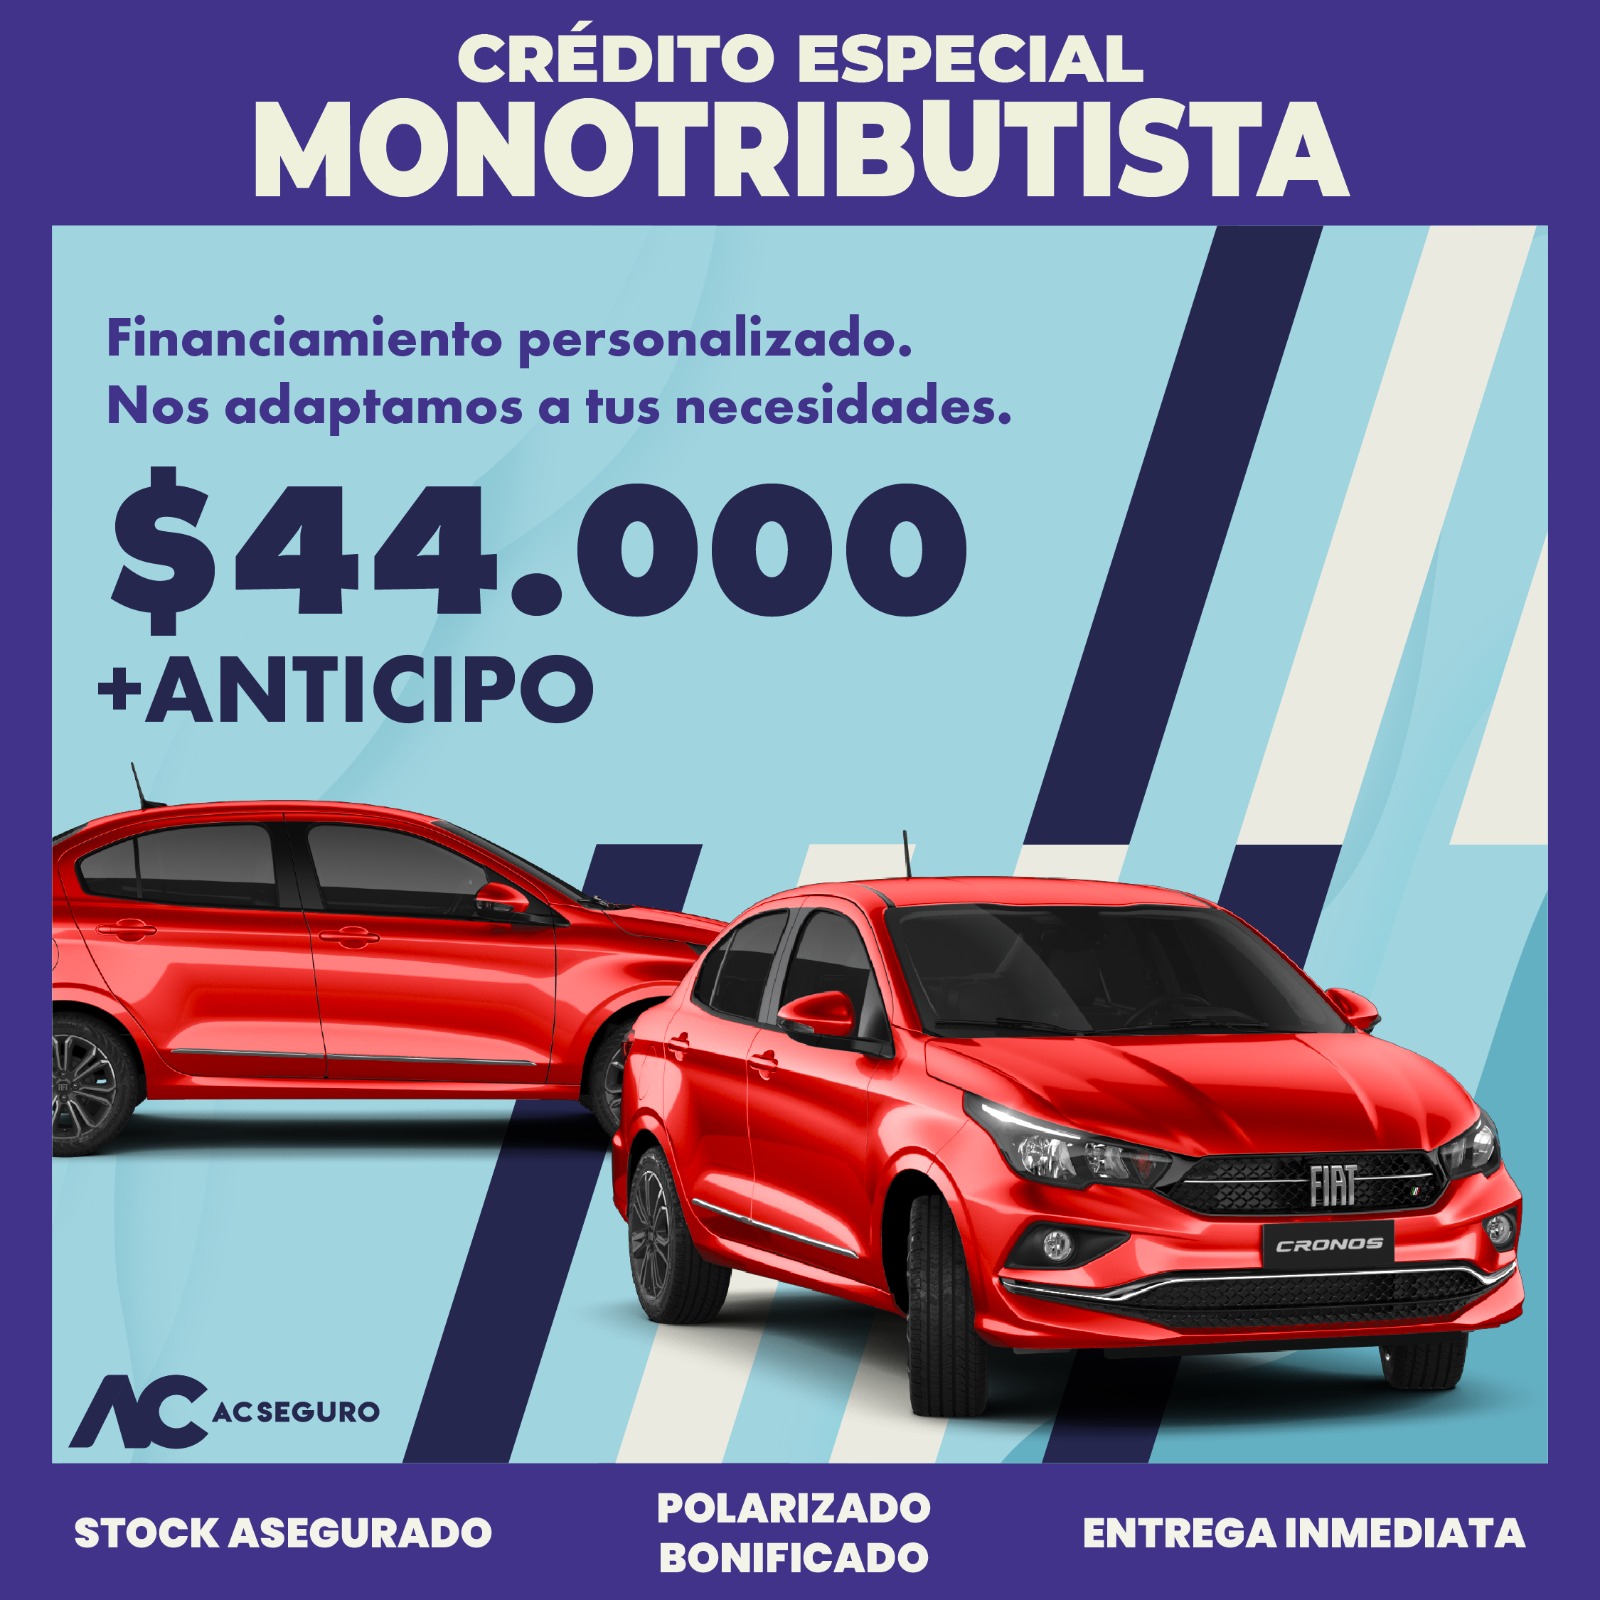 CRÉDITO ESPECIAL
MONOTRIBUTISTA
Financiamiento personalizado.
Nos adaptamos a tus necesidades.
$44.000
+ANTICIPO
FIAT
CRONOS
AC ACSEGURO
STOCK ASEGURADO
POLARIZADO
BONIFICADO
ENTREGA INMEDIATA